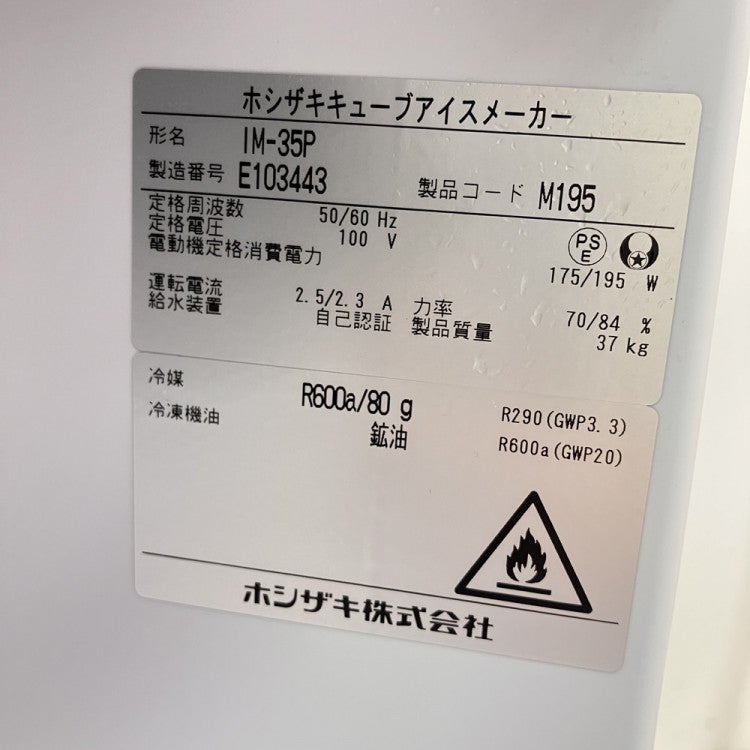 ホシザキキューブアイスメーカー
形名 IM-35P
製造番号 E103443 製品コード M195
定格周波数 50/60 Hz
定格電圧 100 V
PS E
電動機定格消費電力 175/195 W
運転電流 2.5/2.3 A 力率 70/84 %
給水装置 自己認証 製品質量 37 kg
冷媒 R600a/80 g R290(GWP3.3)
冷凍機油 鉱油 R600a(GWP20)
ホシザキ株式会社